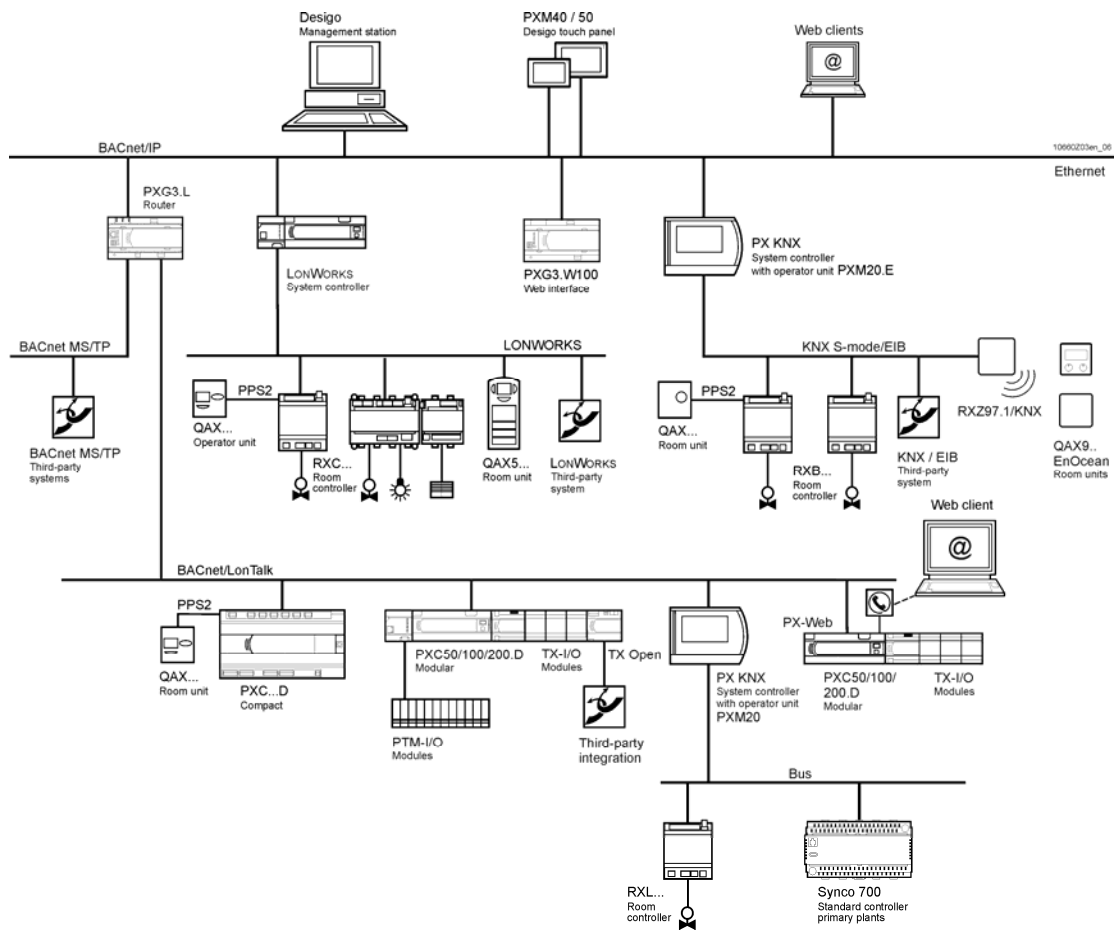 Desigo
Management station
PXM40 / 50
Desigo touch panel
Web clients
@
BACnet/IP
10660Z03en_06
Ethernet
PXG3.L
Router
LONWORKS
System controller
PXG3.W100
Web interface
PX KNX
System controller
with operator unit PXM20.E
BACnet MS/TP
LONWORKS
KNX S-mode/EIB
PPS2
QAX...
Operator unit
RXC...
Room
controller
QAX5...
Room unit
LONWORKS
Third-party
system
BACnet MS/TP
Third-party
systems
PPS2
QAX...
Room unit
RXB...
Room
controller
KNX / EIB
Third-party
system
RXZ97.1/KNX
QAX9..
EnOcean
Room units
Web client
@
BACnet/LonTalk
PPS2
QAX...
Room unit
PXC...D
Compact
PXC50/100/200.D
Modular
TX-I/O
Modules
TX Open
PTM-I/O
Modules
Third-party
integration
PX KNX
System controller
with operator unit
PXM20
PX-Web
PXC50/100/
200.D
Modular
TX-I/O
Modules
Bus
RXL...
Room
controller
Synco 700
Standard controller
primary plants